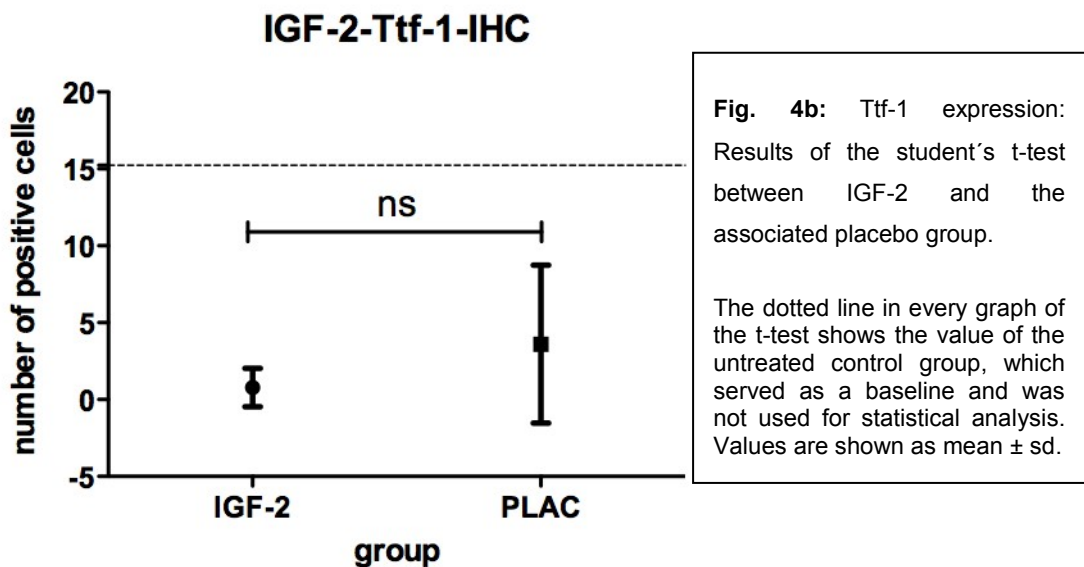 IGF-2-Ttf-1-IHC
20
15
10
5
0
-5
number of positive cells
ns
IGF-2 PLAC
group
Fig. 4b: Ttf-1 expression:
Results of the student´s t-test
between IGF-2 and the
associated placebo group.
The dotted line in every graph of
the t-test shows the value of the
untreated control group, which
served as a baseline and was
not used for statistical analysis.
Values are shown as mean ± sd.